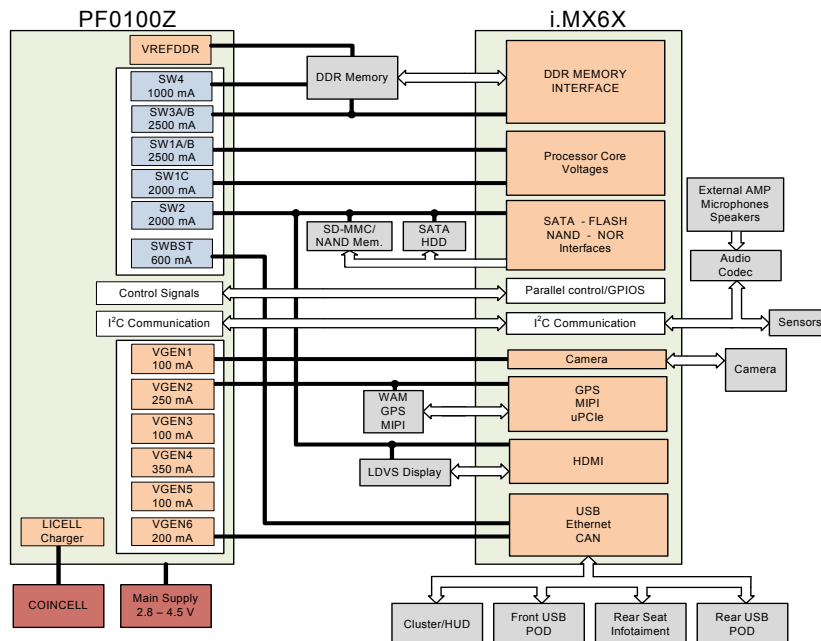 PF0100Z
i.MX6X
VREFDDR
SW4
1000 mA
SW3A/B
2500 mA
SW1A/B
2500 mA
SW1C
2000 mA
SW2
2000 mA
SWBST
600 mA
Control Signals
I²C Communication
VGEN1
100 mA
VGEN2
250 mA
VGEN3
100 mA
VGEN4
350 mA
VGEN5
100 mA
VGEN6
200 mA
LICELL
Charger
COINCELL
Main Supply
2.8 – 4.5 V
DDR Memory
SD-MMC/
NAND Mem.
SATA
HDD
WAM
GPS
MIPI
LDVS Display
DDR MEMORY
INTERFACE
Processor Core
Voltages
SATA - FLASH
NAND - NOR
Interfaces
Parallel control/GPIOS
I²C Communication
Camera
GPS
MIPI
uPCIe
HDMI
USB
Ethernet
CAN
External AMP
Microphones
Speakers
Audio
Codec
Sensors
Camera
Cluster/HUD
Front USB
POD
Rear Seat
Infotaiment
Rear USB
POD